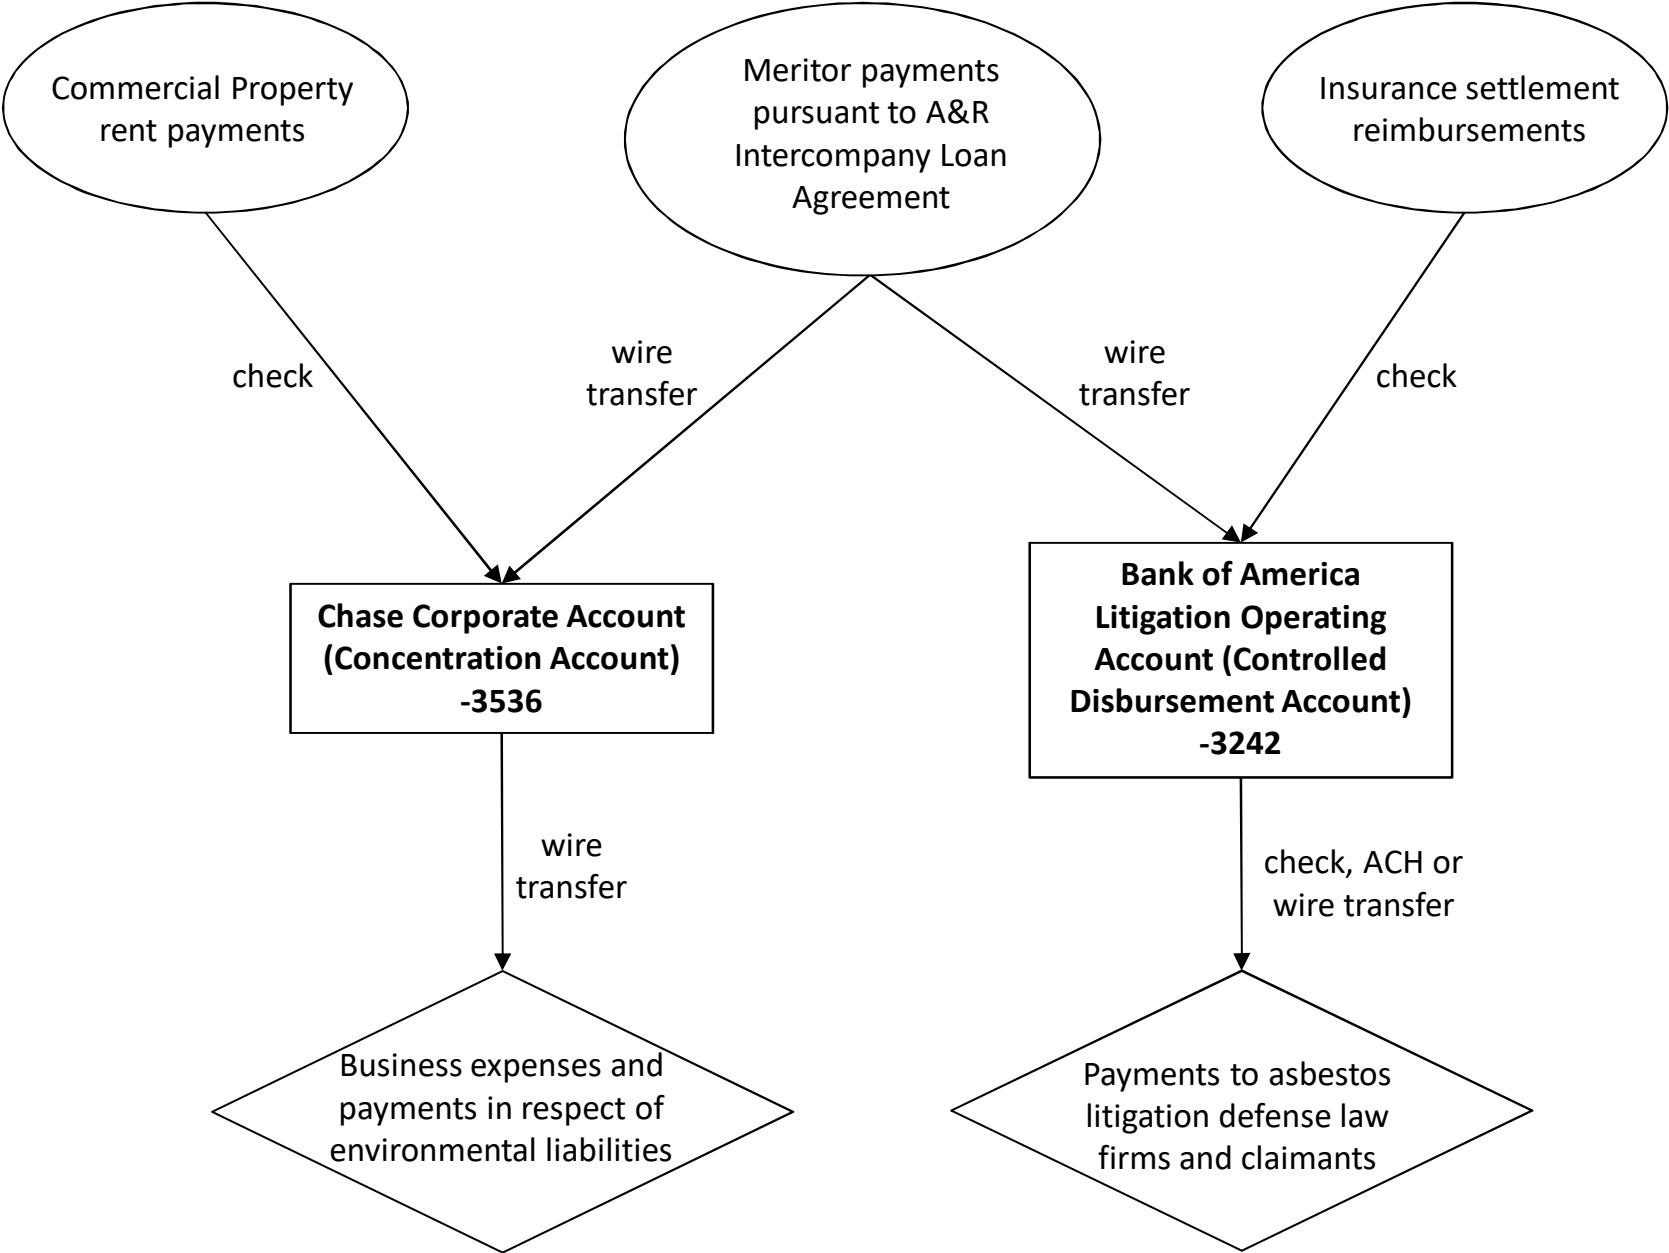 Commercial Property
rent payments
Meritor payments
pursuant to A&R
Intercompany Loan
Agreement
Insurance settlement
reimbursements
check
wire
transfer
wire
transfer
check
Chase Corporate Account
(Concentration Account)
-3536
Bank of America
Litigation Operating
Account (Controlled
Disbursement Account)
-3242
wire
transfer
check, ACH or
wire transfer
Business expenses and
payments in respect of
environmental liabilities
Payments to asbestos
litigation defense law
firms and claimants